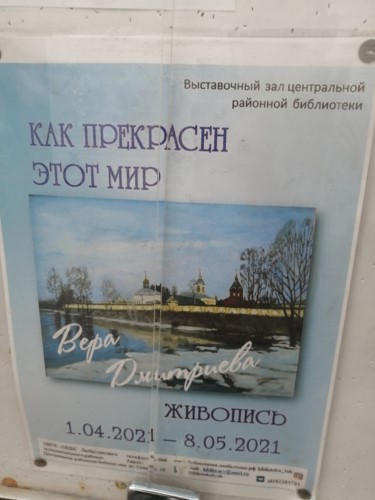 Выставочный зал центральной
районной библиотеки
КАК ПРЕКРАСЕН
ЭТОТ МИР
Вера
Дмитриева
ЖИВОПИСЬ
1.04.2021 – 8.05.2021